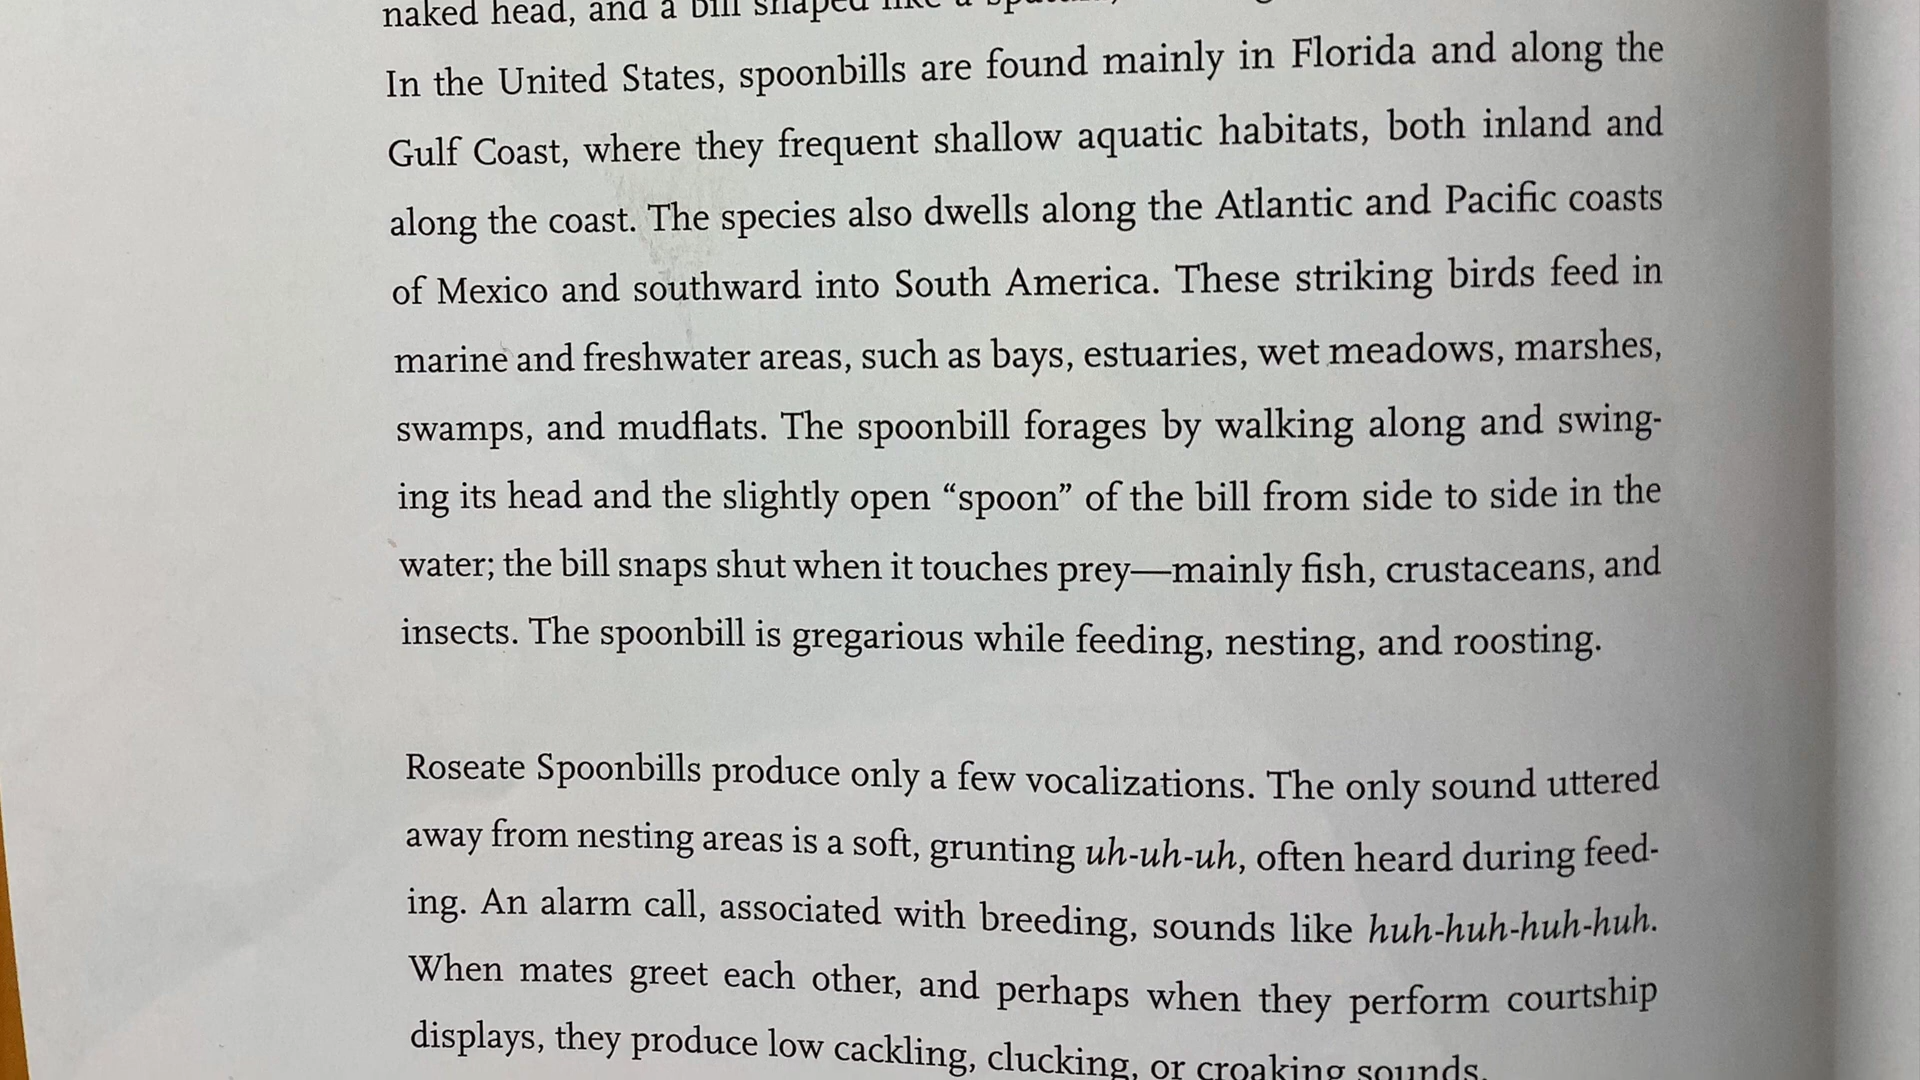 naked head, and a bill shaped like a
In the United States, spoonbills are found mainly in Florida and along the
Gulf Coast, where they frequent shallow aquatic habitats, both inland and
along the coast. The species also dwells along the Atlantic and Pacific coasts
of Mexico and southward into South America. These striking birds feed in
marine and freshwater areas, such as bays, estuaries, wet meadows, marshes,
swamps, and mudflats. The spoonbill forages by walking along and swing-
ing its head and the slightly open “spoon” of the bill from side to side in the
water; the bill snaps shut when it touches prey—mainly fish, crustaceans, and
insects. The spoonbill is gregarious while feeding, nesting, and roosting.
Roseate Spoonbills produce only a few vocalizations. The only sound uttered
away from nesting areas is a soft, grunting uh-uh-uh, often heard during feed-
ing. An alarm call, associated with breeding, sounds like huh-huh-huh-huh.
When mates greet each other, and perhaps when they perform courtship
displays, they produce low cackling, clucking, or croaking sounds.